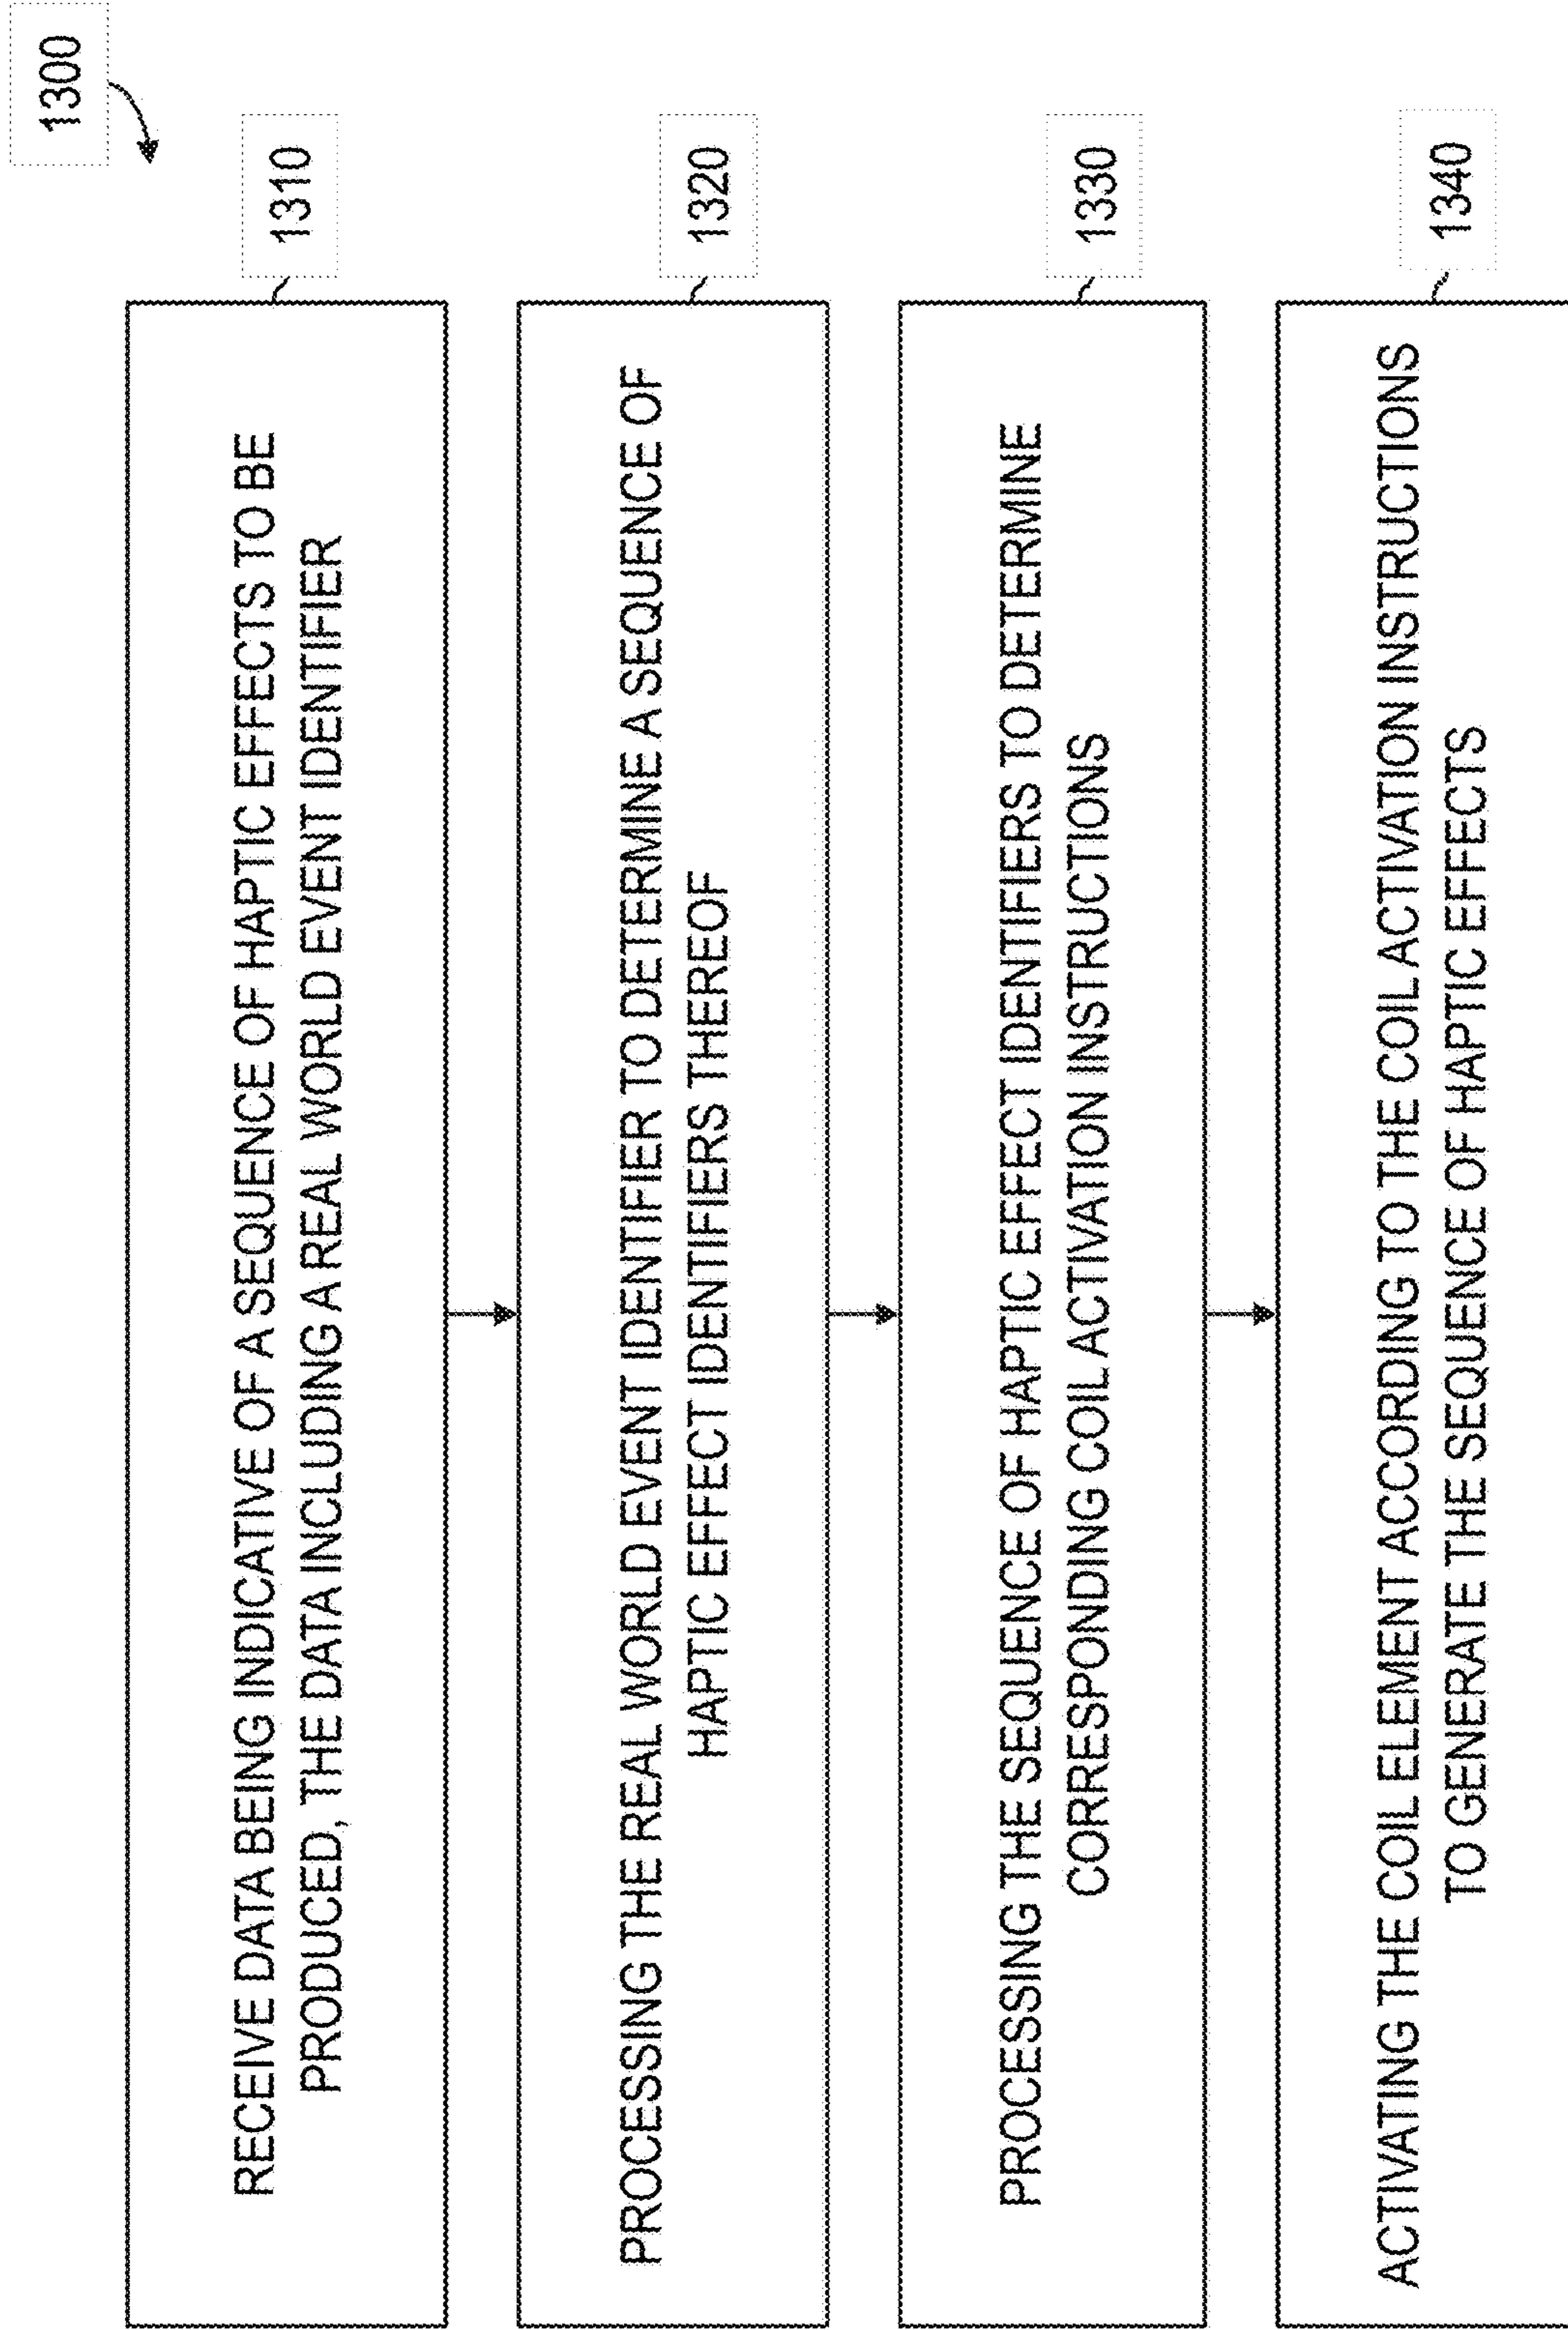 1300
1310
RECEIVE DATA BEING INDICATIVE OF A SEQUENCE OF HAPTIC EFFECTS TO BE
PRODUCED, THE DATA INCLUDING A REAL WORLD EVENT IDENTIFIER
1320
PROCESSING THE REAL WORLD EVENT IDENTIFIER TO DETERMINE A SEQUENCE OF
HAPTIC EFFECT IDENTIFIERS THEREOF
1330
PROCESSING THE SEQUENCE OF HAPTIC EFFECT IDENTIFIERS TO DETERMINE
CORRESPONDING COIL ACTIVATION INSTRUCTIONS
1340
ACTIVATING THE COIL ELEMENT ACCORDING TO THE COIL ACTIVATION INSTRUCTIONS
TO GENERATE THE SEQUENCE OF HAPTIC EFFECTS